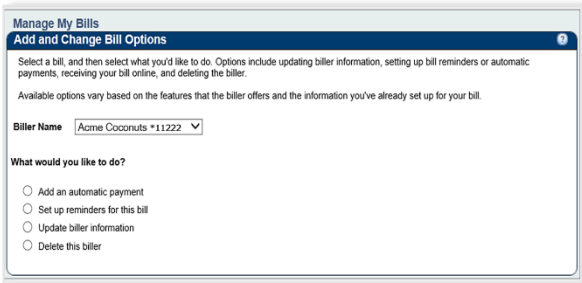 Manage My Bills
Add and Change Bill Options
?
Select a bill, and then select what you'd like to do. Options include updating biller information, setting up bill reminders or automatic
payments, receiving your bill online, and deleting the biller.
Available options vary based on the features that the biller offers and the information you've already set up for your bill.
Biller Name Acme Coconuts *11222
What would you like to do?
Add an automatic payment
Set up reminders for this bill
Update biller information
Delete this biller